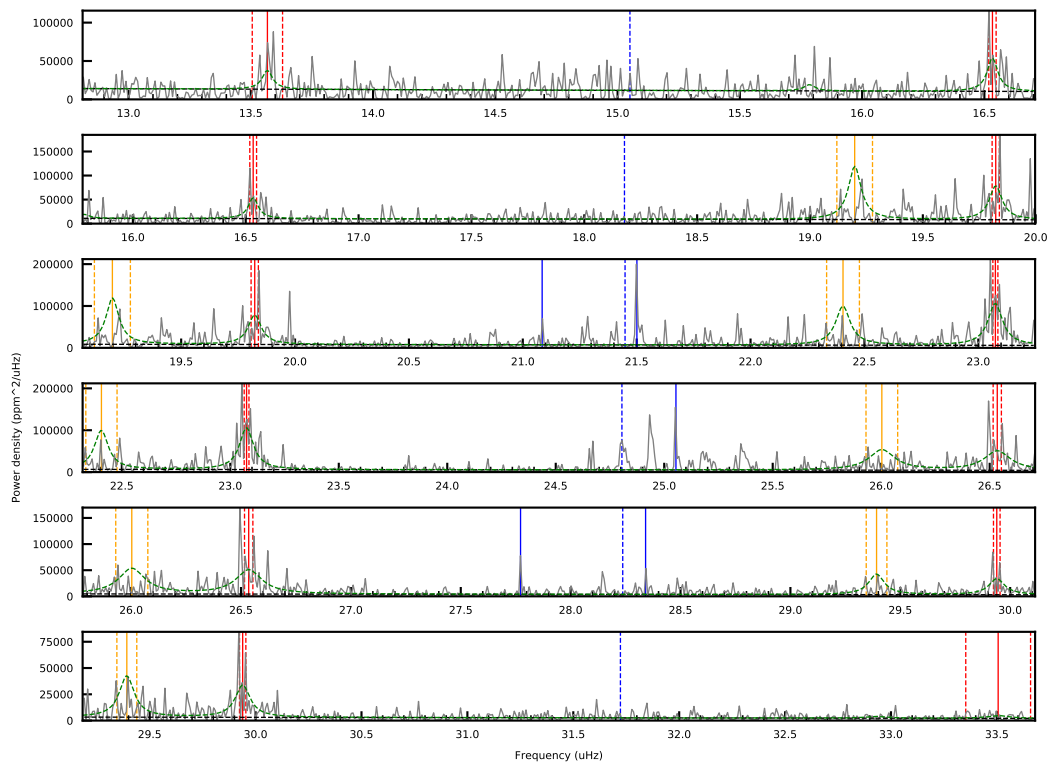 100000
50000
0
13.0 13.5 14.0 14.5 15.0 15.5 16.0 16.5
150000
100000
50000
0
16.0 16.5 17.0 17.5 18.0 18.5 19.0 19.5 20.0
200000
100000
0
19.5 20.0 20.5 21.0 21.5 22.0 22.5 23.0
Power density (ppm^2/uHz)
200000
100000
0
22.5 23.0 23.5 24.0 24.5 25.0 25.5 26.0 26.5
150000
100000
50000
0
26.0 26.5 27.0 27.5 28.0 28.5 29.0 29.5 30.0
75000
50000
25000
0
29.5 30.0 30.5 31.0 31.5 32.0 32.5 33.0 33.5
Frequency (uHz)